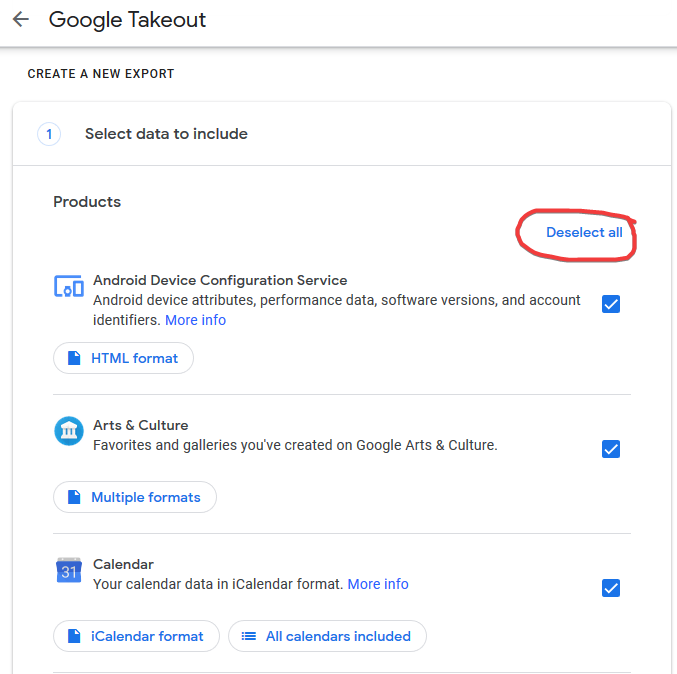 Google Takeout
CREATE A NEW EXPORT
1 Select data to include
Products
Deselect all
Android Device Configuration Service
Android device attributes, performance data, software versions, and account
identifiers. More info
HTML format
Arts & Culture
Favorites and galleries you've created on Google Arts & Culture.
Multiple formats
31
Calendar
Your calendar data in iCalendar format. More info
iCalendar format All calendars included